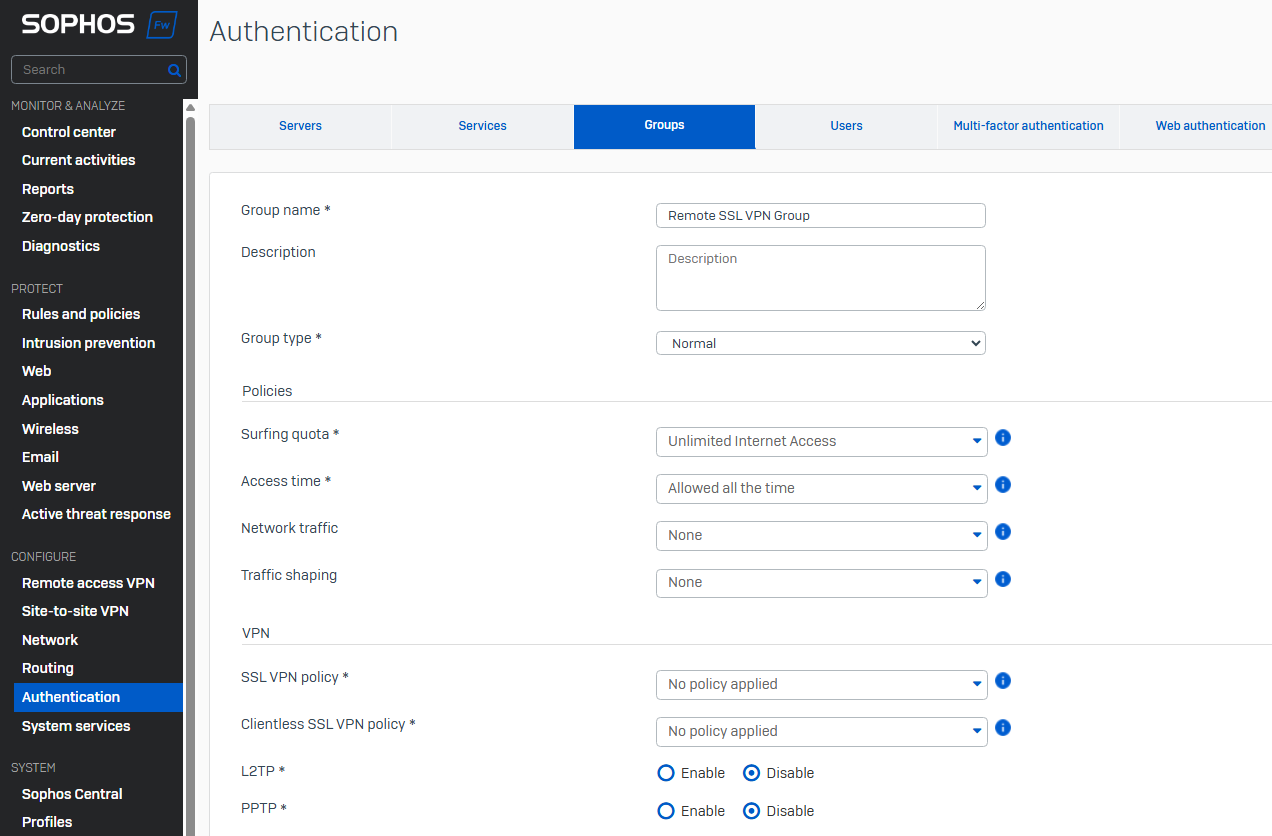 SOPHOS Fw
Search
MONITOR & ANALYZE
Control center
Current activities
Reports
Zero-day protection
Diagnostics
PROTECT
Rules and policies
Intrusion prevention
Web
Applications
Wireless
Email
Web server
Active threat response
CONFIGURE
Remote access VPN
Site-to-site VPN
Network
Routing
Authentication
System services
SYSTEM
Sophos Central
Profiles
Authentication
Servers Services Groups Users Multi-factor authentication Web authentication
Group name * Remote SSL VPN Group
Description Description
Group type * Normal
Policies
Surfing quota * Unlimited Internet Access
Access time * Allowed all the time
Network traffic None
Traffic shaping None
VPN
SSL VPN policy * No policy applied
Clientless SSL VPN policy * No policy applied
L2TP * Enable Disable
PPTP * Enable Disable